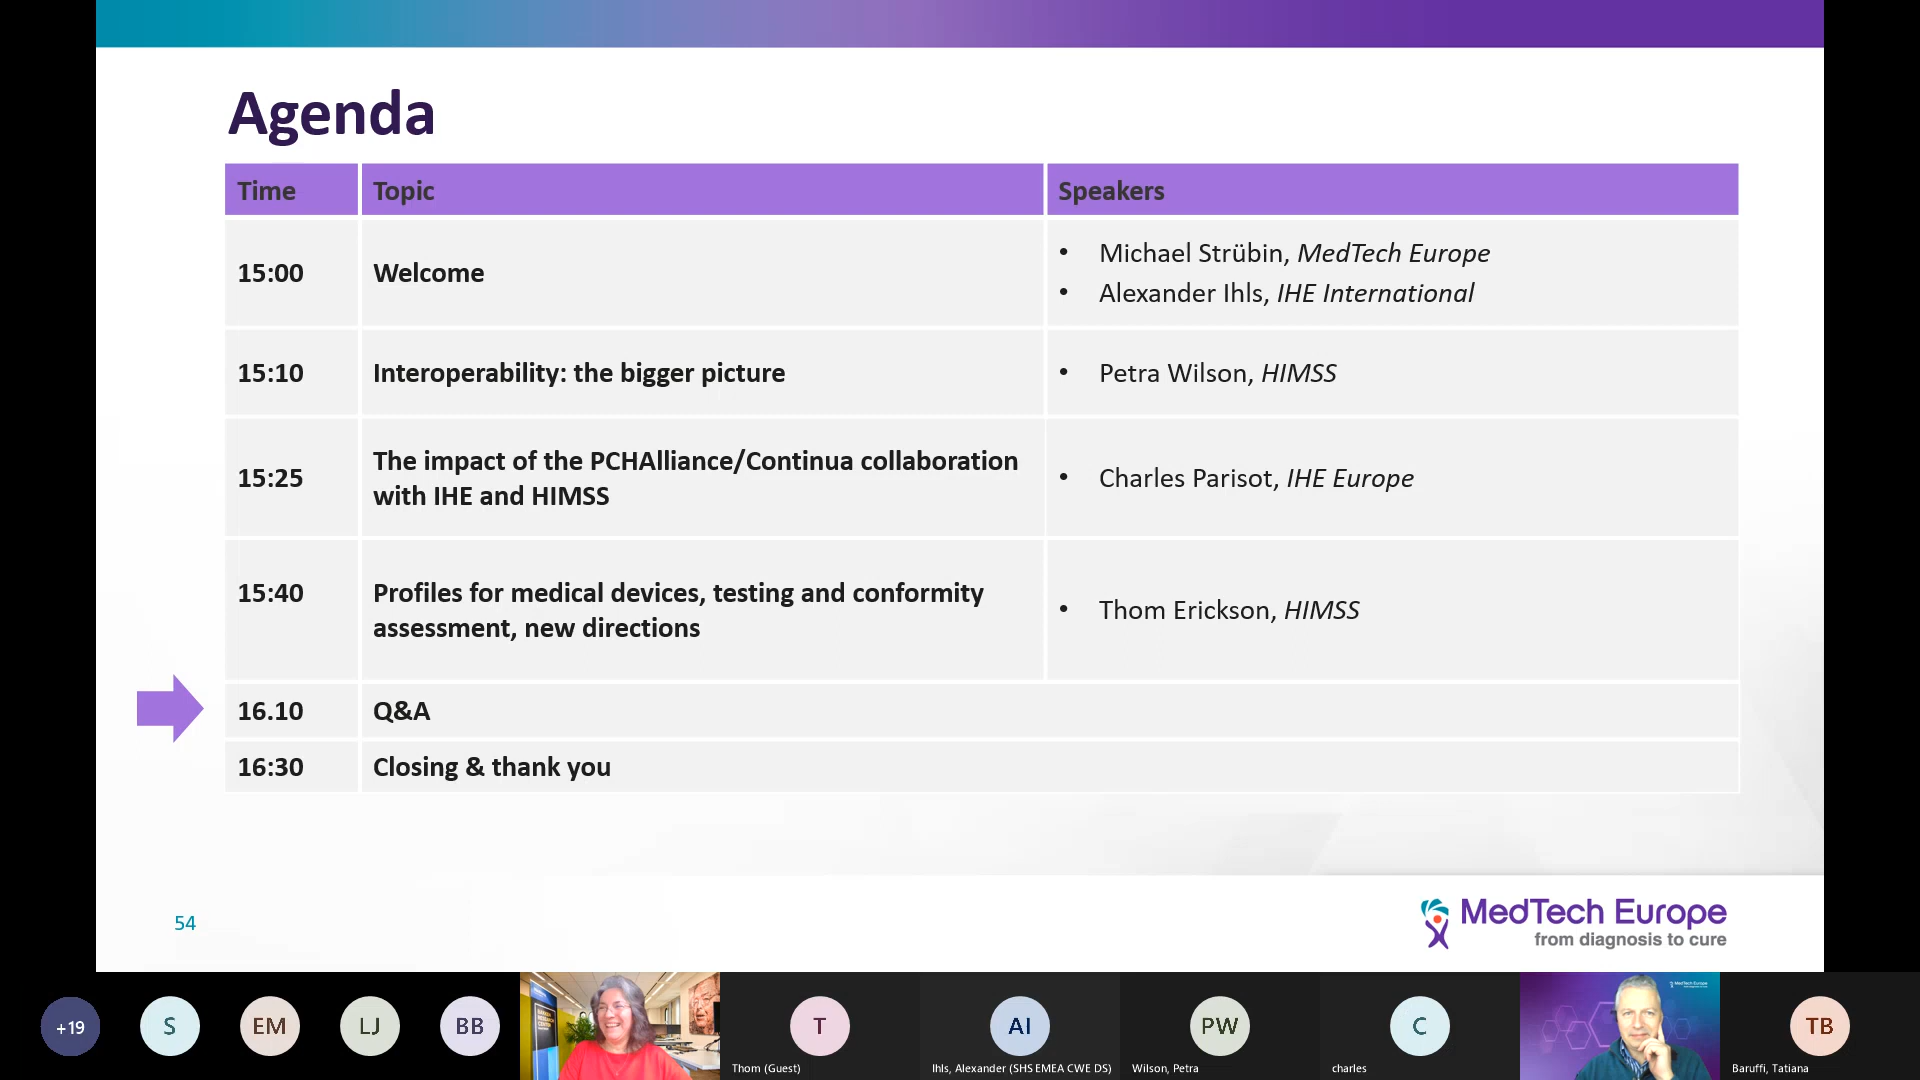 Agenda
Time Topic Speakers
15:00 Welcome • Michael Strübin, MedTech Europe
• Alexander Ihls, IHE International
15:10 Interoperability: the bigger picture • Petra Wilson, HIMSS
15:25 The impact of the PCHAlliance/Continua collaboration
with IHE and HIMSS • Charles Parisot, IHE Europe
15:40 Profiles for medical devices, testing and conformity
assessment, new directions • Thom Erickson, HIMSS
16.10 Q&A
16:30 Closing & thank you
54
MedTech Europe
from diagnosis to cure
+19 S EM LJ BB T AI PW C TB
MedTech Europe
Thom (Guest) Ihls, Alexander (SHS EMEA CWE DS) Wilson, Petra charles Baruffi, Tatiana